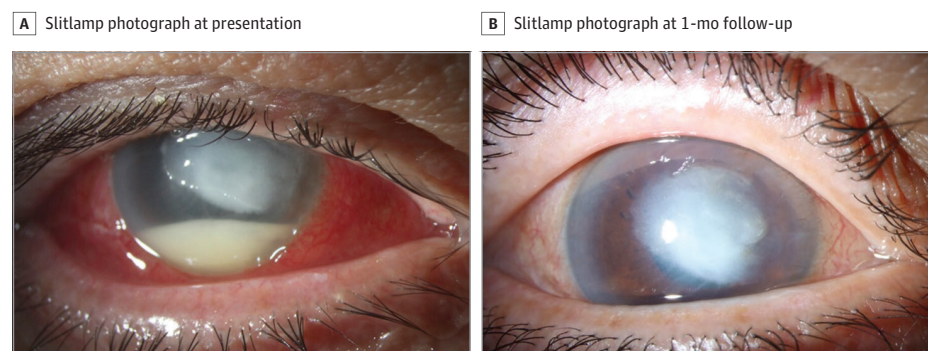 A Slitlamp photograph at presentation
B Slitlamp photograph at 1-mo follow-up